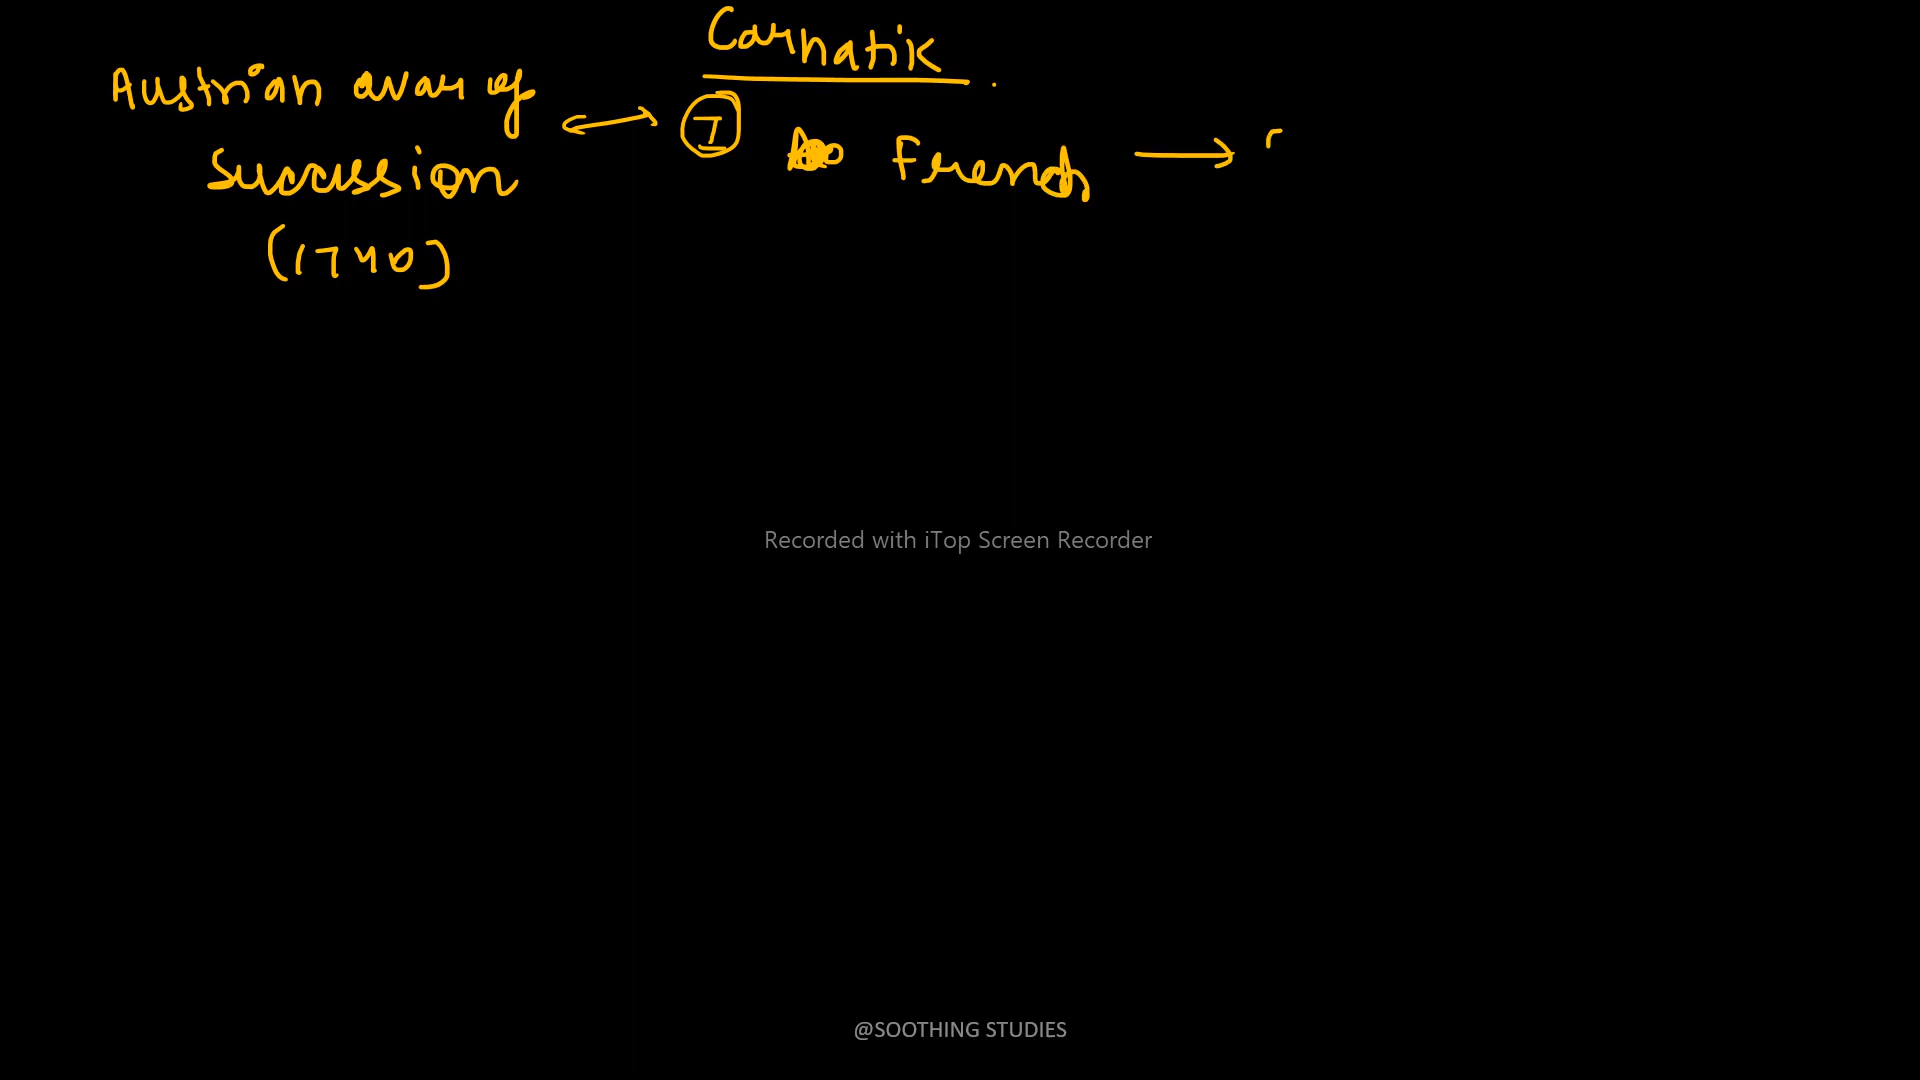 Carnatik
Austrian war of
Succession
(1740)
I French →
Recorded with iTop Screen Recorder
@SOOTHING STUDIES